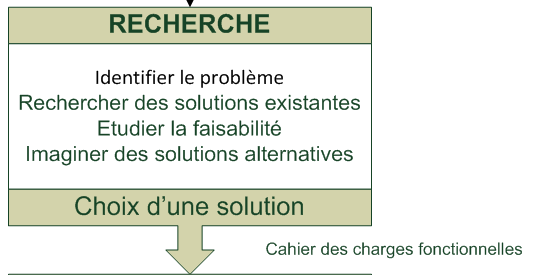 RECHERCHE
Identifier le problème
Rechercher des solutions existantes
Etudier la faisabilité
Imaginer des solutions alternatives
Choix d’une solution
Cahier des charges fonctionnelles